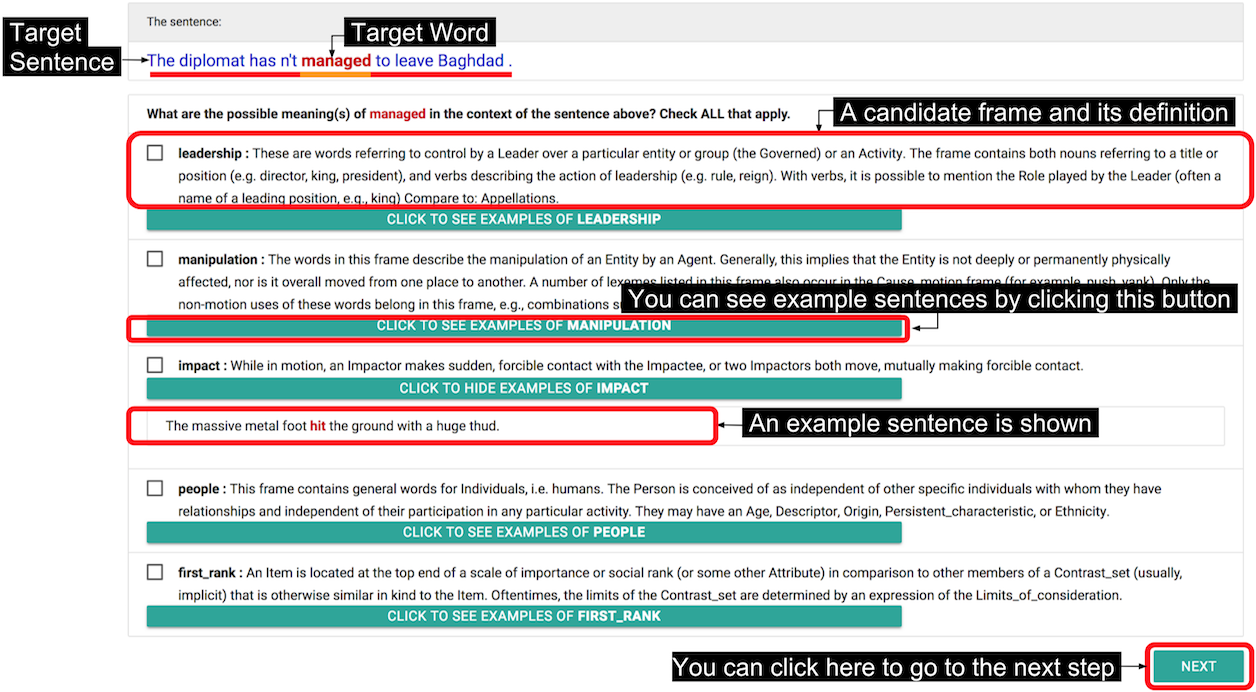 The sentence:
Target Word
Target
Sentence
The diplomat has n't managed to leave Baghdad .
What are the possible meaning(s) of managed in the context of the sentence above? Check ALL that apply.
A candidate frame and its definition
leadership : These are words referring to control by a Leader over a particular entity or group (the Governed) or an Activity. The frame contains both nouns referring to a title or
position (e.g. director, king, president), and verbs describing the action of leadership (e.g. rule, reign). With verbs, it is possible to mention the Role played by the Leader (often a
name of a leading position, e.g., king) Compare to: Appellations.
CLICK TO SEE EXAMPLES OF LEADERSHIP
manipulation : The words in this frame describe the manipulation of an Entity by an Agent. Generally, this implies that the Entity is not deeply or permanently physically
affected, nor is it overall moved from one place to another. A number of lexemes listed in this frame also occur in the Cause_motion frame (for example, push, yank). Only the
non-motion uses of these words belong in this frame, e.g., combinations
You can see example sentences by clicking this button
CLICK TO SEE EXAMPLES OF MANIPULATION
impact : While in motion, an Impactor makes sudden, forcible contact with the Impactee, or two Impactors both move, mutually making forcible contact.
CLICK TO HIDE EXAMPLES OF IMPACT
The massive metal foot hit the ground with a huge thud.
An example sentence is shown
people : This frame contains general words for Individuals, i.e. humans. The Person is conceived of as independent of other specific individuals with whom they have
relationships and independent of their participation in any particular activity. They may have an Age, Descriptor, Origin, Persistent_characteristic, or Ethnicity.
CLICK TO SEE EXAMPLES OF PEOPLE
first_rank : An Item is located at the top end of a scale of importance or social rank (or some other Attribute) in comparison to other members of a Contrast_set (usually,
implicit) that is otherwise similar in kind to the Item. Oftentimes, the limits of the Contrast_set are determined by an expression of the Limits_of_consideration.
CLICK TO SEE EXAMPLES OF FIRST_RANK
You can click here to go to the next step
NEXT